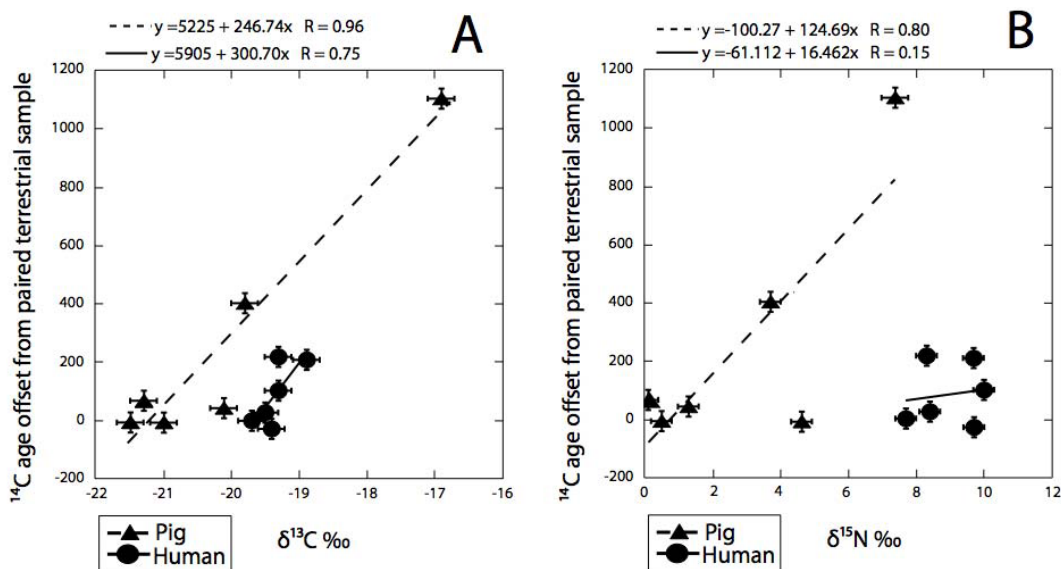 y =5225 + 246.74x R = 0.96
y =5905 + 300.70x R = 0.75
A
¹⁴C age offset from paired terrestrial sample
1200
1000
800
600
400
200
0
-200
-22 -21 -20 -19 -18 -17 -16
Pig
Human
δ¹³C ‰
y =-100.27 + 124.69x R = 0.80
y =-61.112 + 16.462x R = 0.15
B
¹⁴C age offset from paired terrestrial sample
1200
1000
800
600
400
200
0
-200
0 2 4 6 8 10 12
Pig
Human
δ¹⁵N ‰